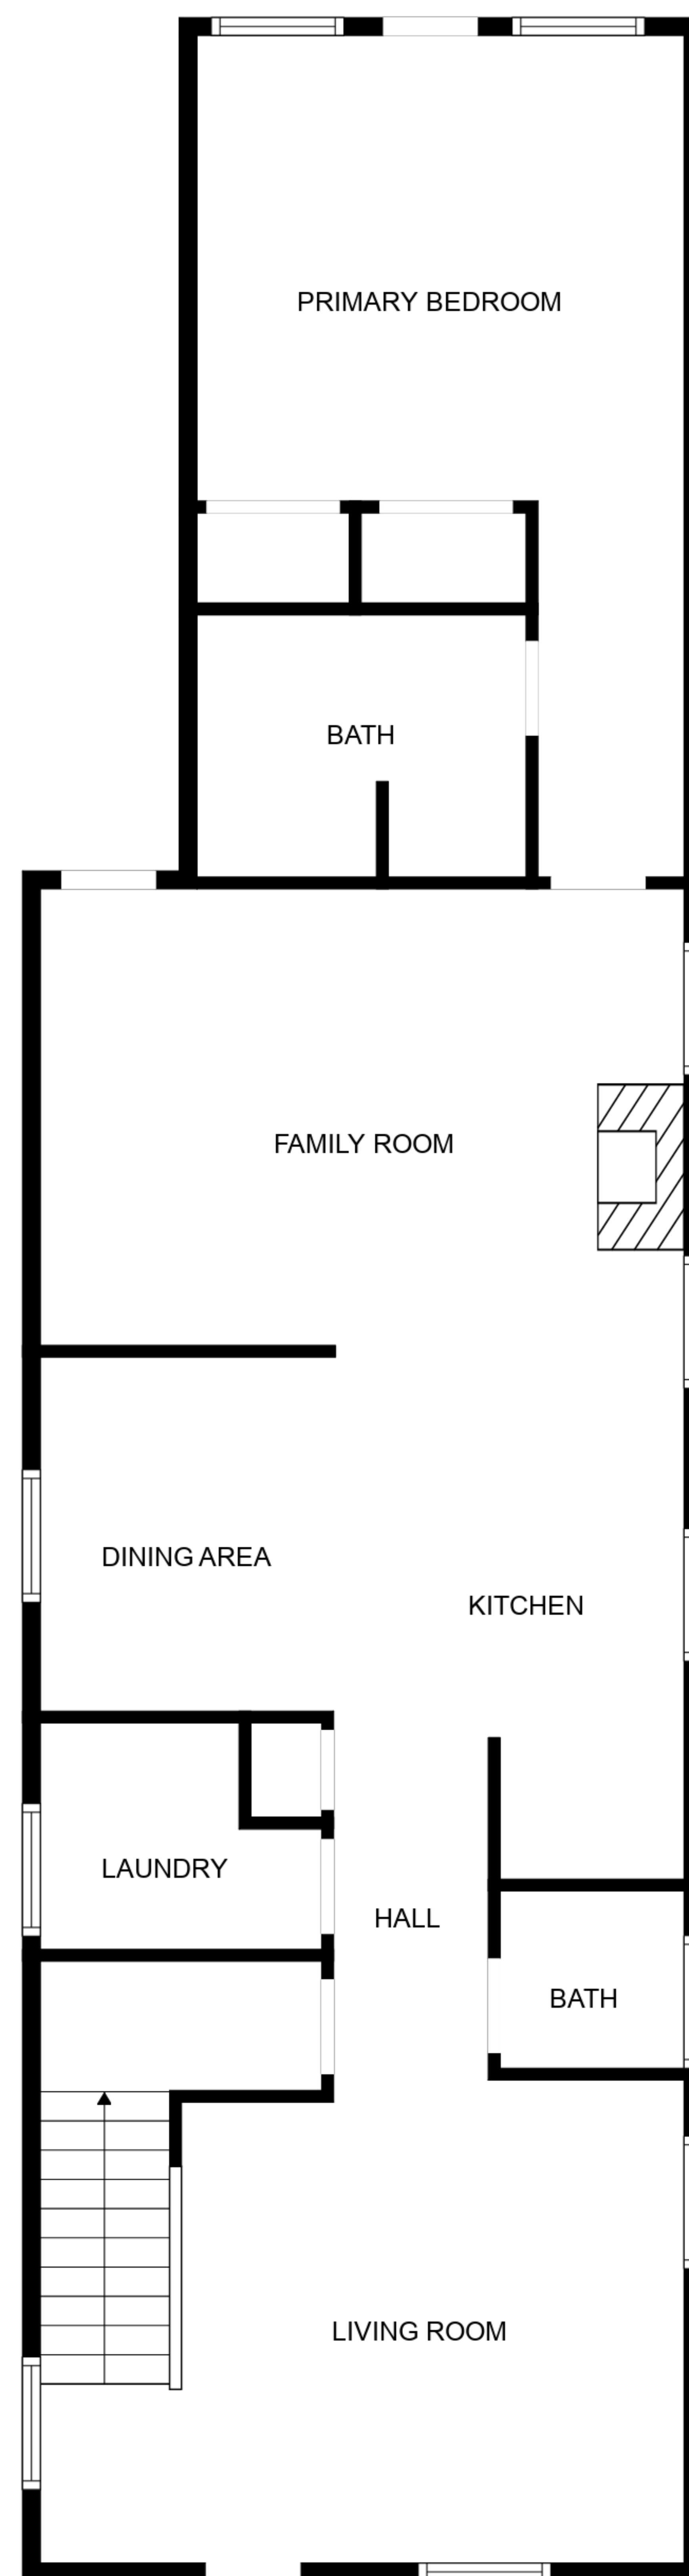 PRIMARY BEDROOM
BATH
FAMILY ROOM
DINING AREA
KITCHEN
LAUNDRY
HALL
BATH
LIVING ROOM